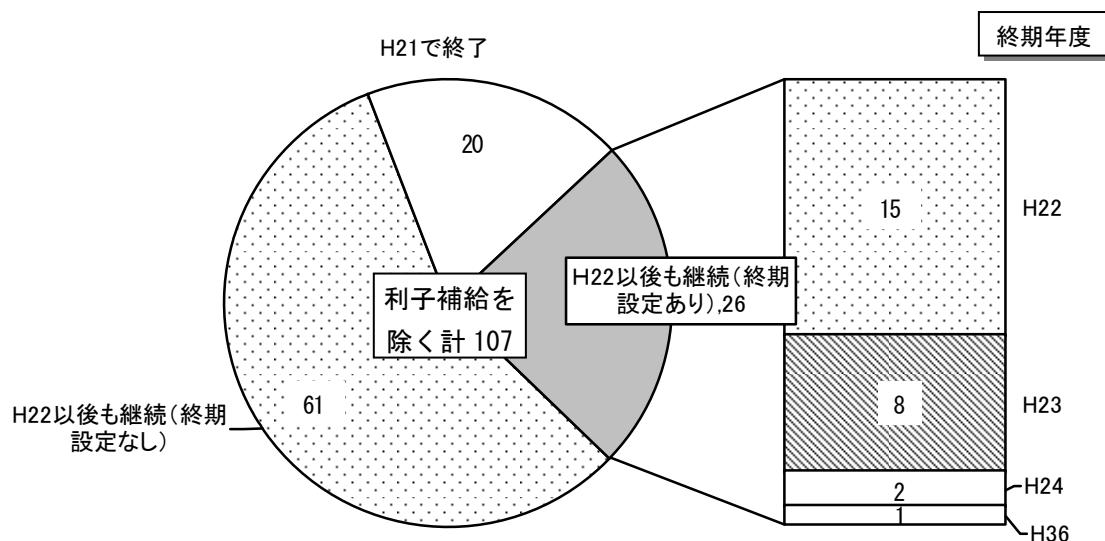 終期年度
H21で終了
20
15
H22
H22以後も継続（終期
設定あり）,26
利子補給を
除く計 107
61
H22以後も継続（終期
設定なし）
8
H23
2
H24
1
H36